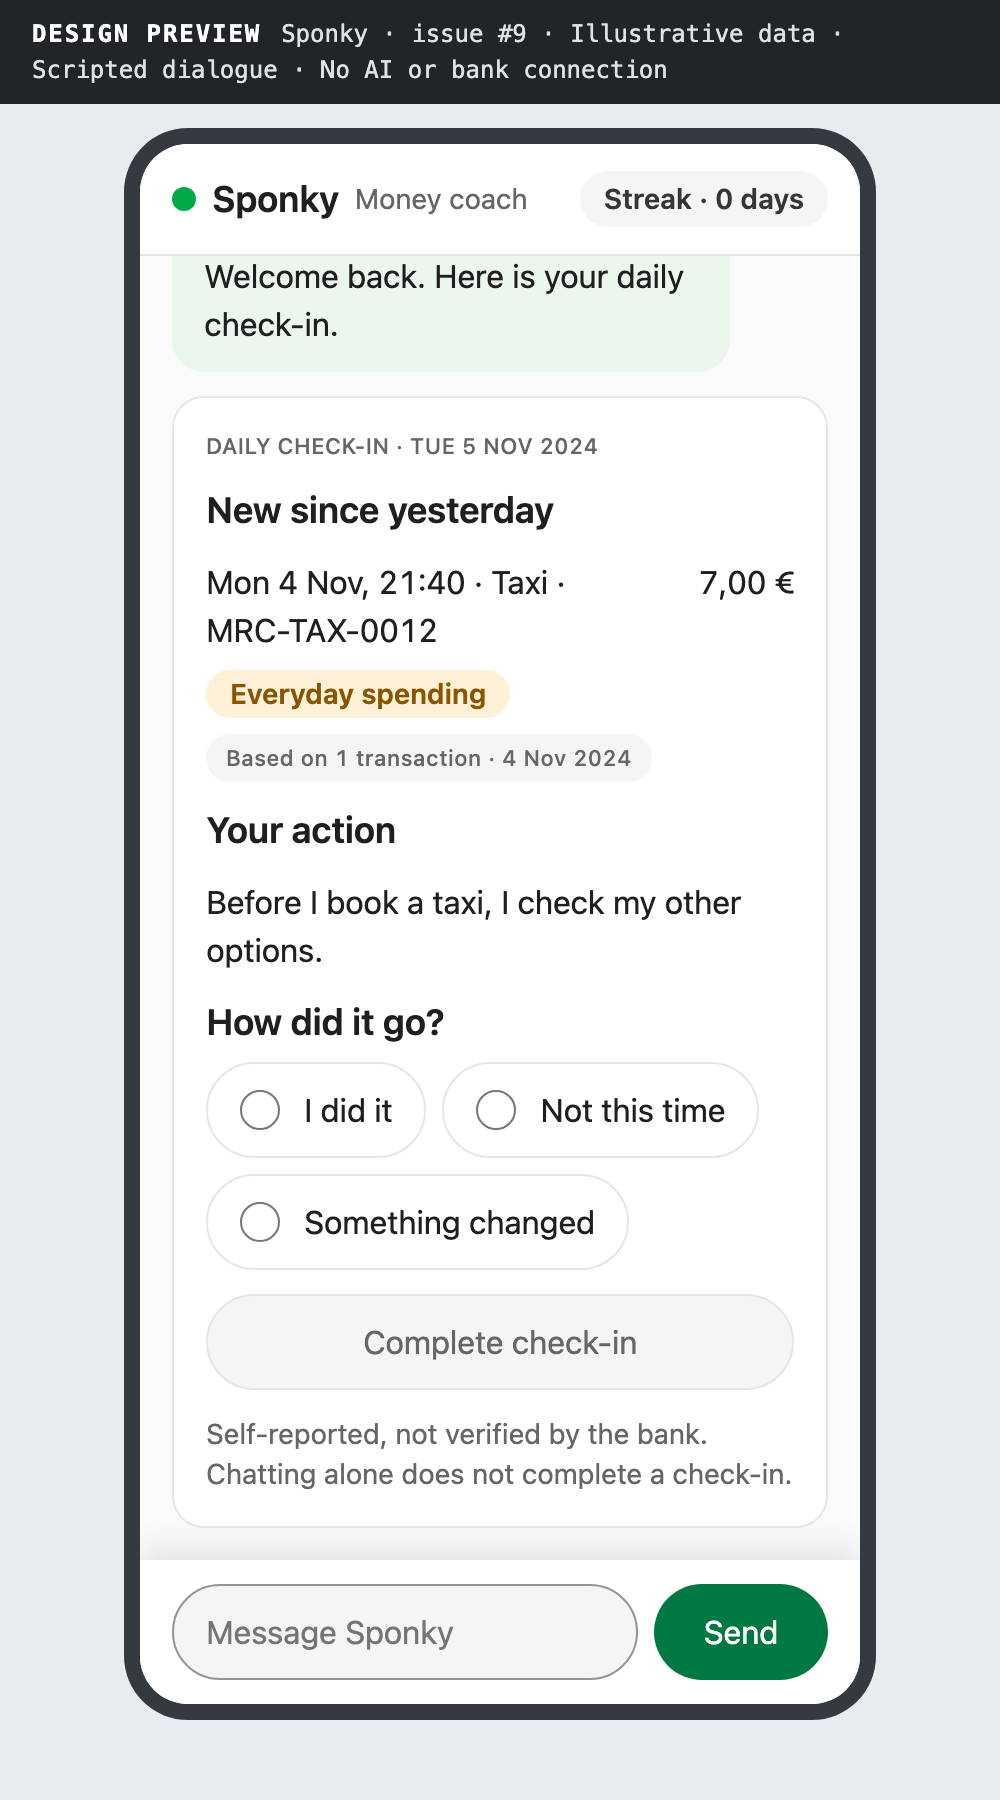 DESIGN PREVIEW Sponky · issue #9 · Illustrative data ·
Scripted dialogue · No AI or bank connection
Sponky Money coach Streak · 0 days
Welcome back. Here is your daily
check-in.
DAILY CHECK-IN · TUE 5 NOV 2024
New since yesterday
Mon 4 Nov, 21:40 · Taxi · 7,00 €
MRC-TAX-0012
Everyday spending
Based on 1 transaction · 4 Nov 2024
Your action
Before I book a taxi, I check my other
options.
How did it go?
I did it Not this time
Something changed
Complete check-in
Self-reported, not verified by the bank.
Chatting alone does not complete a check-in.
Message Sponky Send